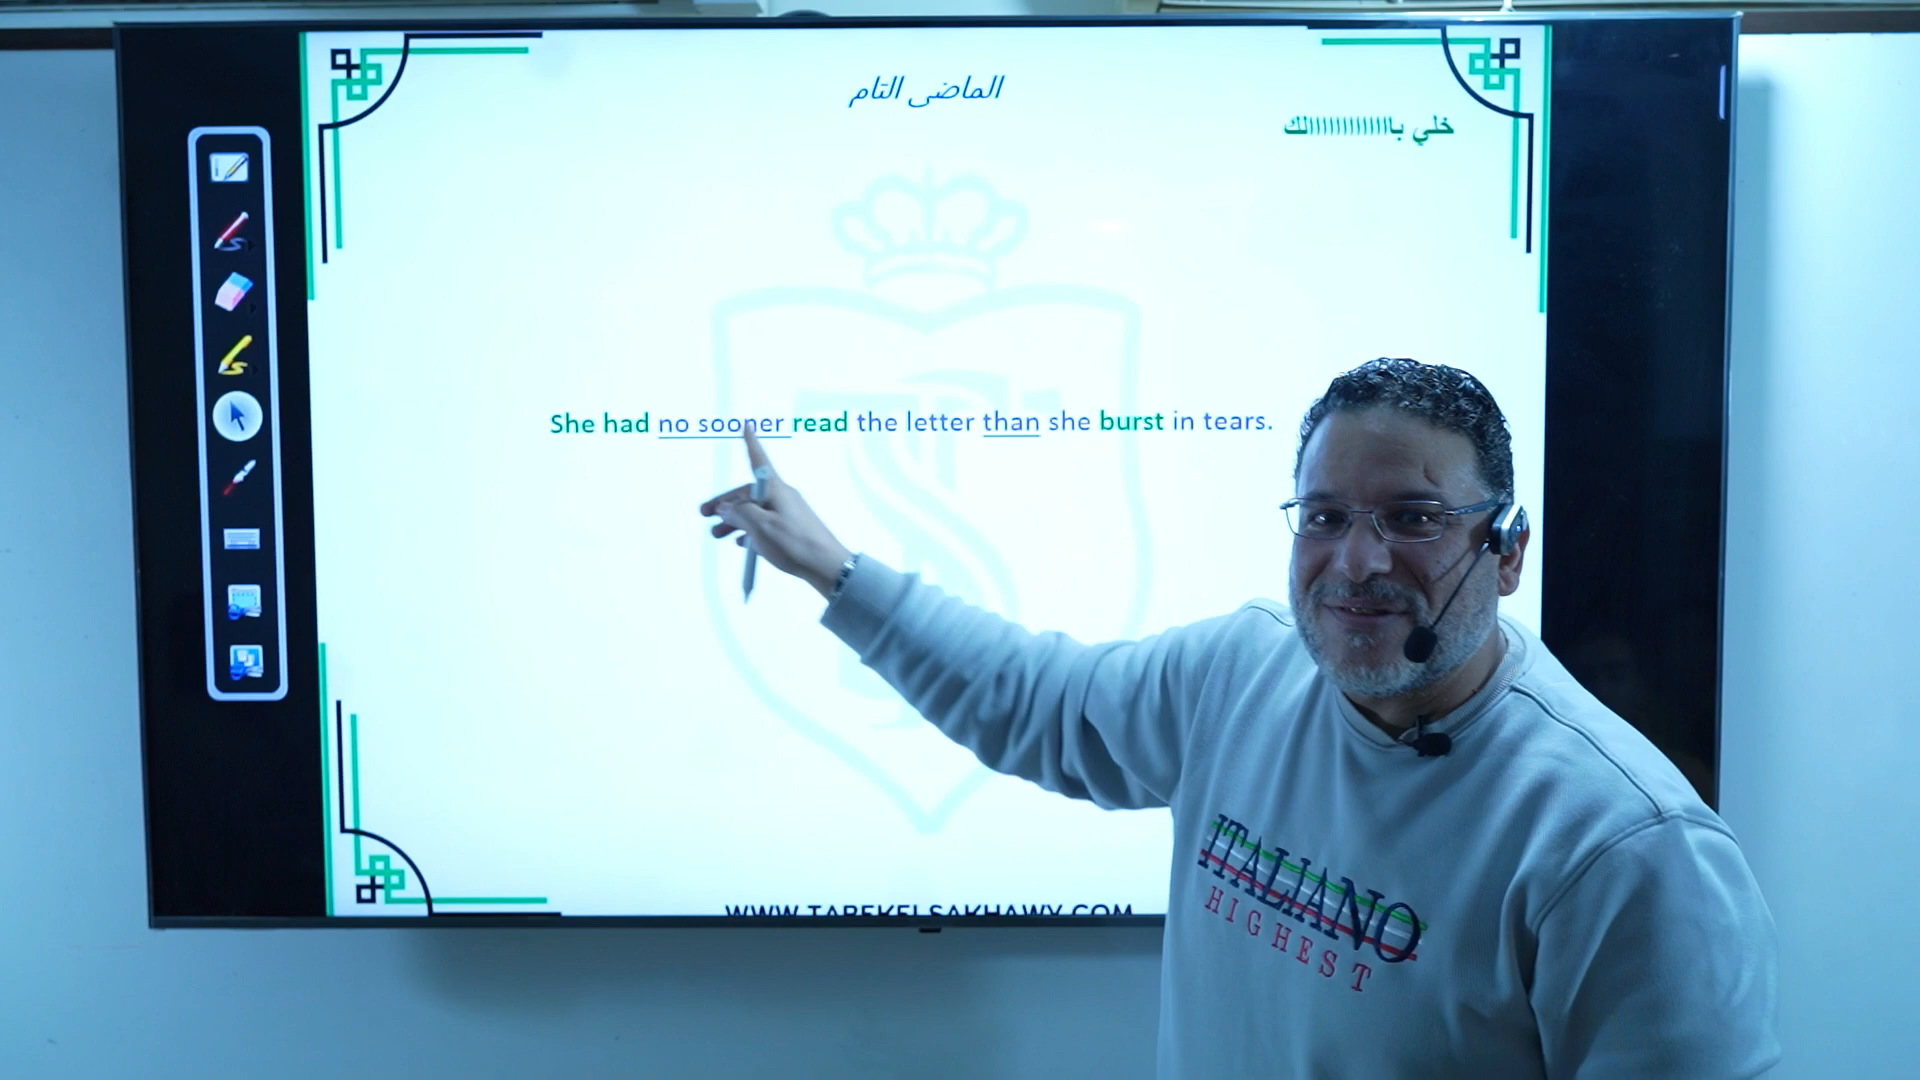 الماضى التام
خلي باااااااااااالك
She had no sooner read the letter than she burst in tears.
WWW.TAREKELSAKHAWY.COM
ITALIANO
HIGHEST